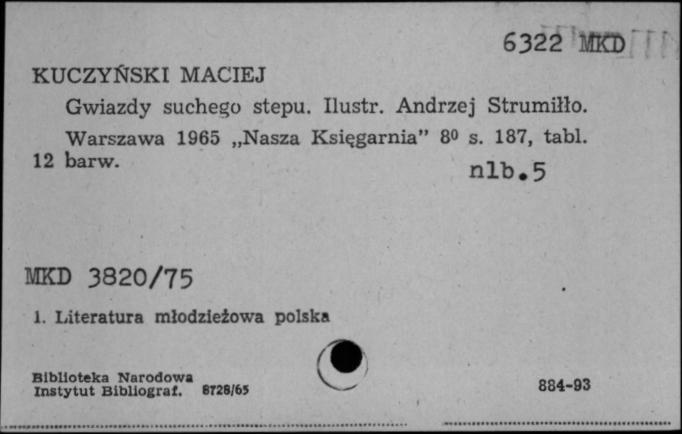 6322 MKD
KUCZYŃSKI MACIEJ
Gwiazdy suchego stepu. Ilustr. Andrzej Strumiłło.
Warszawa 1965 „Nasza Księgarnia” 8⁰ s. 187, tabl.
12 barw.
nlb.5
MKD 3820/75
1. Literatura młodzieżowa polska
Biblioteka Narodowa
Instytut Bibliograf. 8728/65
884-93